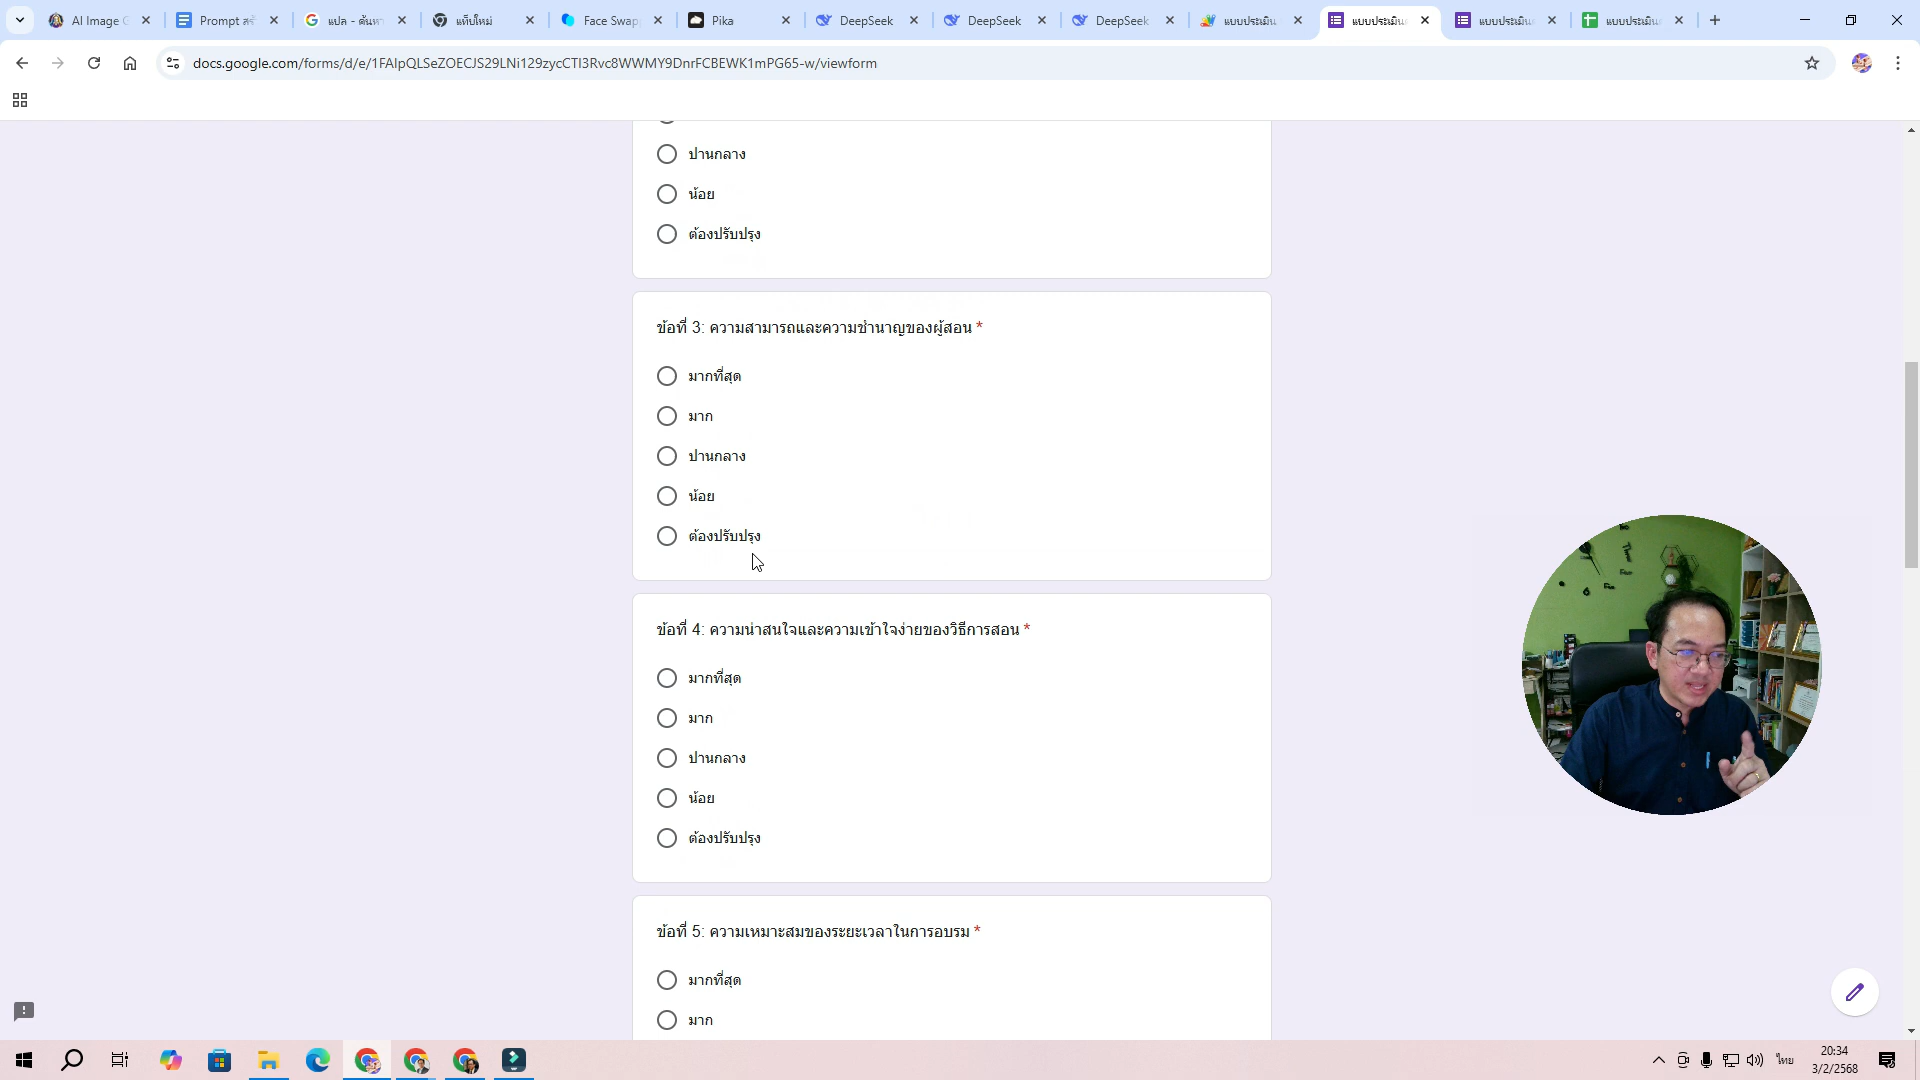 AI Image G
Prompt สร้
แปล - ค้นหา
แท็บใหม่
Face Swap
Pika
DeepSeek
DeepSeek
DeepSeek
แบบประเมิน
แบบประเมิน
แบบประเมิน
แบบประเมิน
docs.google.com/forms/d/e/1FAIpQLSeZOECJS29LNi129zycCTl3Rvc8WWMY9DnrFCBEWK1mPG65-w/viewform
ปานกลาง
น้อย
ต้องปรับปรุง
ข้อที่ 3: ความสามารถและความชำนาญของผู้สอน *
มากที่สุด
มาก
ปานกลาง
น้อย
ต้องปรับปรุง
ข้อที่ 4: ความน่าสนใจและความเข้าใจง่ายของวิธีการสอน *
มากที่สุด
มาก
ปานกลาง
น้อย
ต้องปรับปรุง
ข้อที่ 5: ความเหมาะสมของระยะเวลาในการอบรม *
มากที่สุด
มาก
ไทย
20:34
3/2/2568